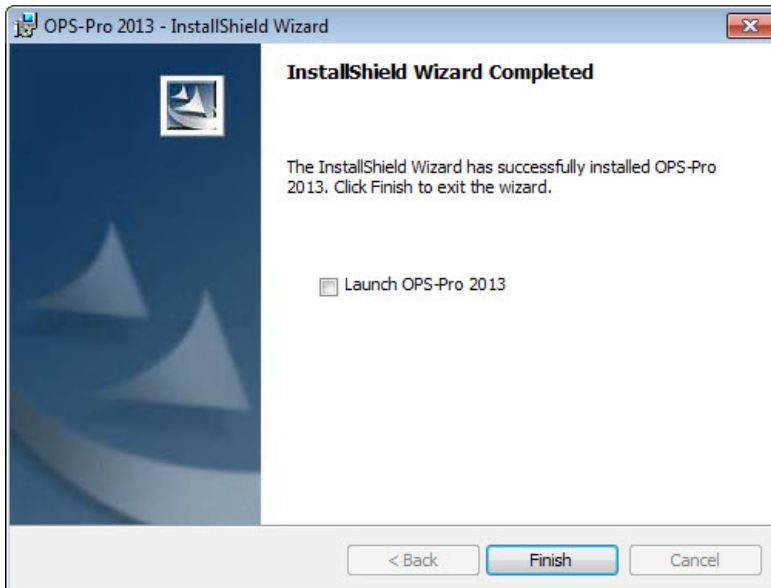 OPS-Pro 2013 - InstallShield Wizard
InstallShield Wizard Completed
The InstallShield Wizard has successfully installed OPS-Pro
2013. Click Finish to exit the wizard.
Launch OPS-Pro 2013
< Back Finish Cancel